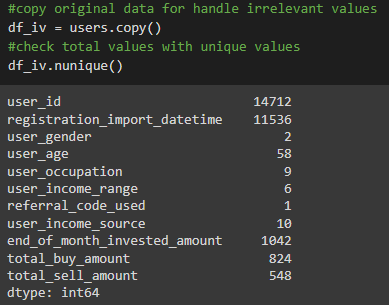 #copy original data for handle irrelevant values
df_iv = users.copy()
#check total values with unique values
df_iv.nunique()
user_id 14712
registration_import_datetime 11536
user_gender 2
user_age 58
user_occupation 9
user_income_range 6
referral_code_used 1
user_income_source 10
end_of_month_invested_amount 1042
total_buy_amount 824
total_sell_amount 548
dtype: int64